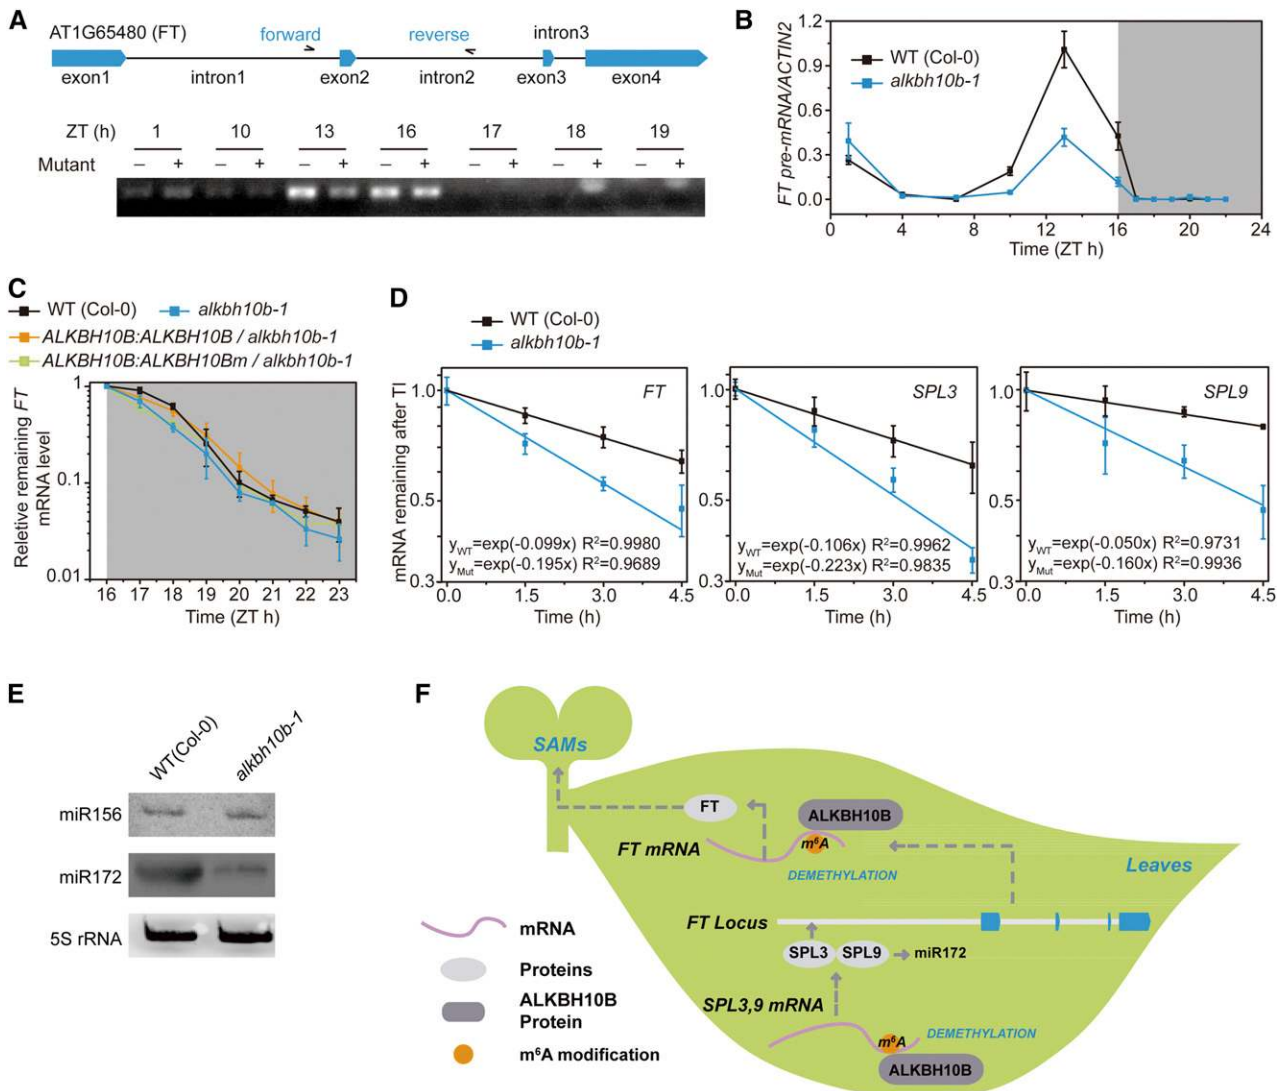 A
AT1G65480 (FT)
forward
reverse
intron3
exon1
intron1
exon2
intron2
exon3
exon4
ZT (h) 1 10 13 16 17 18 19
Mutant – + – + – + – + – + – + – +
B
1.2
0.9
0.6
0.3
0.0
FT pre-mRNA/ACTIN2
WT (Col-0)
alkbh10b-1
0 4 8 12 16 20 24
Time (ZT h)
C
WT (Col-0) alkbh10b-1
ALKBH10B:ALKBH10B / alkbh10b-1
ALKBH10B:ALKBH10Bm / alkbh10b-1
Reletive remaining FT
mRNA level
1
0.1
0.01
16 17 18 19 20 21 22 23
Time (ZT h)
D
WT (Col-0)
alkbh10b-1
mRNA remaining after TI
1.0
0.5
0.3
FT
yWT=exp(-0.099x) R²=0.9980
yMut=exp(-0.195x) R²=0.9689
0.0 1.5 3.0 4.5
Time (h)
1.0
0.5
0.3
SPL3
yWT=exp(-0.106x) R²=0.9962
yMut=exp(-0.223x) R²=0.9835
0.0 1.5 3.0 4.5
Time (h)
1.0
0.5
0.3
SPL9
yWT=exp(-0.050x) R²=0.9731
yMut=exp(-0.160x) R²=0.9936
0.0 1.5 3.0 4.5
Time (h)
E
WT(Col-0)
alkbh10b-1
miR156
miR172
5S rRNA
F
SAMs
FT
ALKBH10B
FT mRNA
m⁶A
DEMETHYLATION
Leaves
FT Locus
SPL3 SPL9 miR172
SPL3,9 mRNA
m⁶A
DEMETHYLATION
ALKBH10B
mRNA
Proteins
ALKBH10B
Protein
m⁶A modification